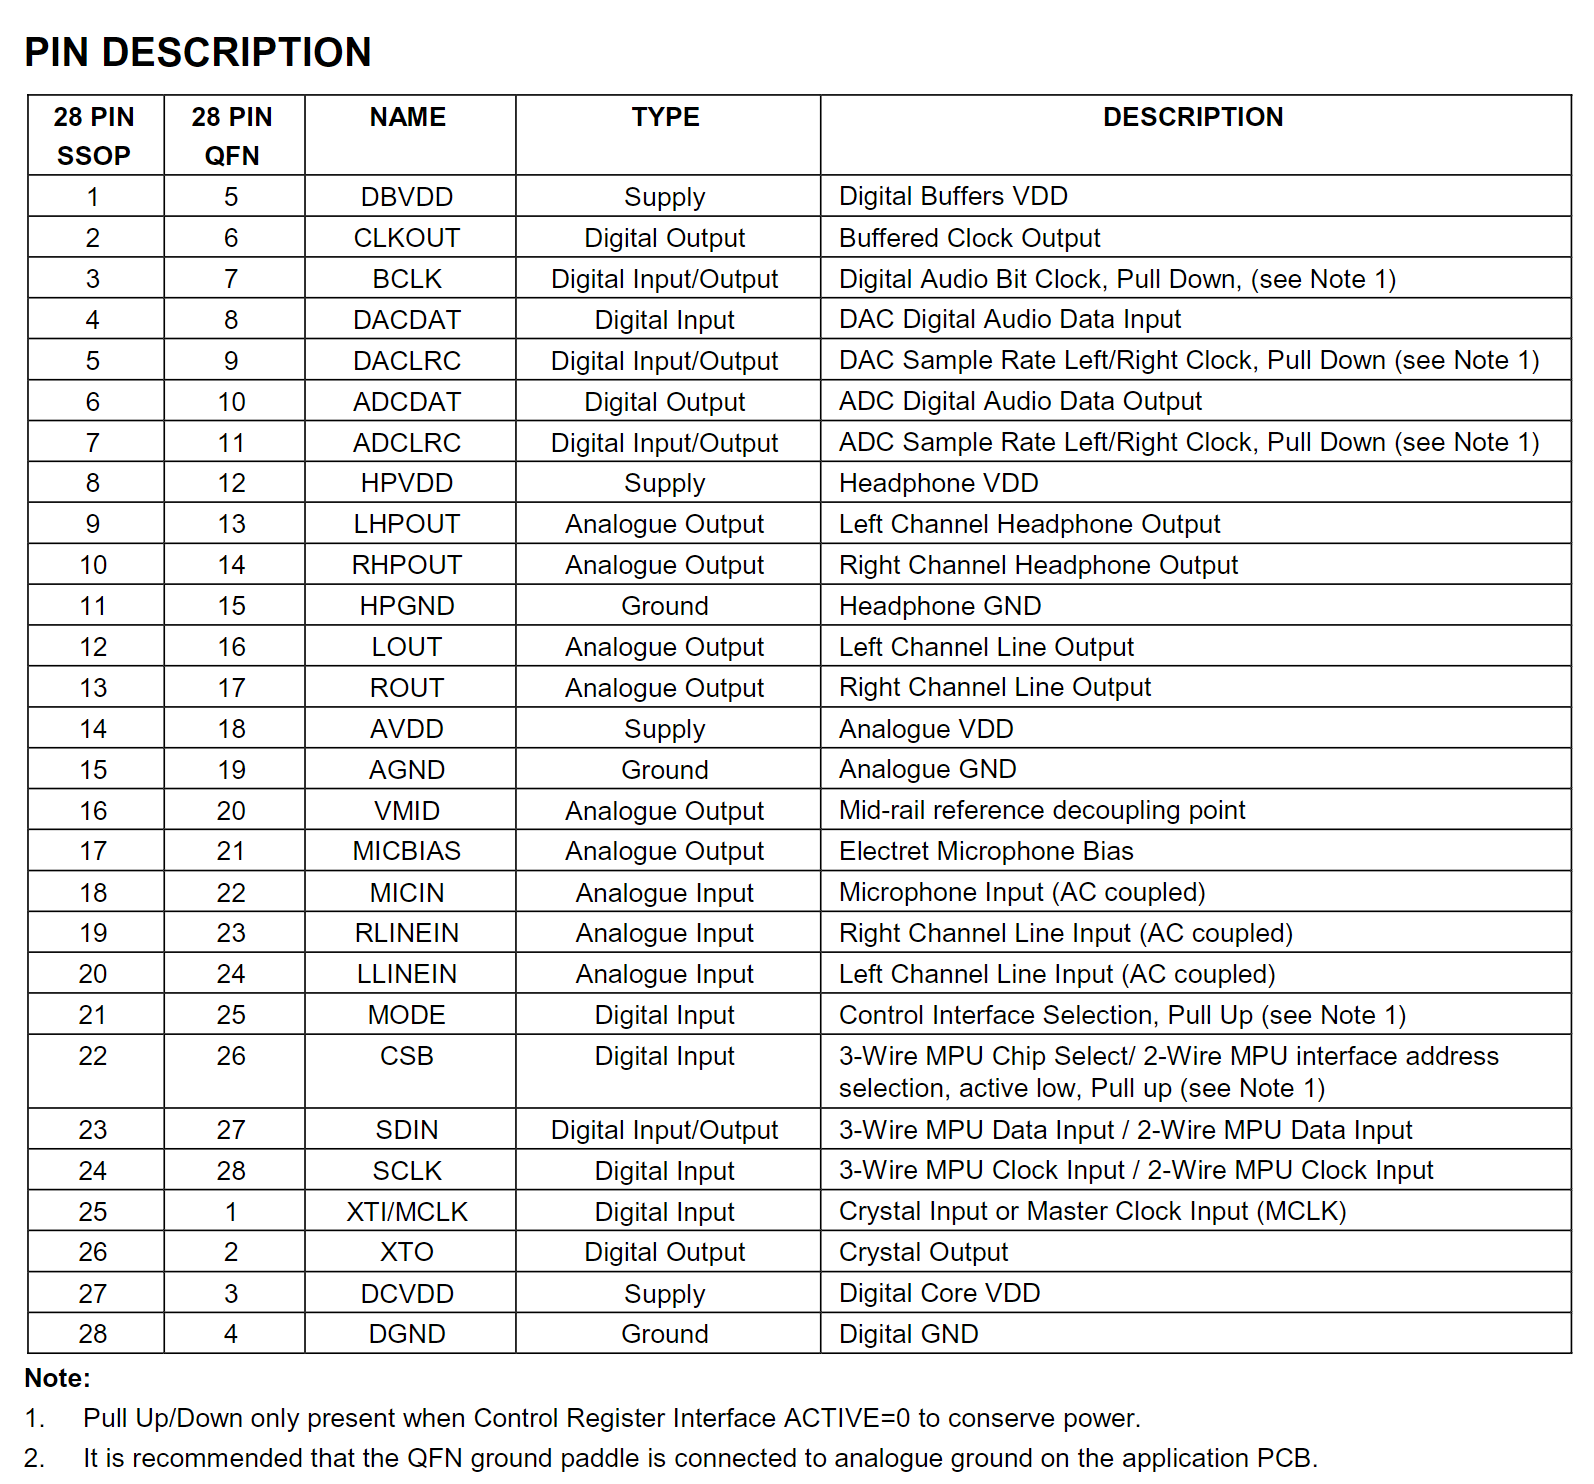 PIN DESCRIPTION
28 PIN SSOP 28 PIN QFN NAME TYPE DESCRIPTION
1 5 DBVDD Supply Digital Buffers VDD
2 6 CLKOUT Digital Output Buffered Clock Output
3 7 BCLK Digital Input/Output Digital Audio Bit Clock, Pull Down, (see Note 1)
4 8 DACDAT Digital Input DAC Digital Audio Data Input
5 9 DACLRC Digital Input/Output DAC Sample Rate Left/Right Clock, Pull Down (see Note 1)
6 10 ADCDAT Digital Output ADC Digital Audio Data Output
7 11 ADCLRC Digital Input/Output ADC Sample Rate Left/Right Clock, Pull Down (see Note 1)
8 12 HPVDD Supply Headphone VDD
9 13 LHPOUT Analogue Output Left Channel Headphone Output
10 14 RHPOUT Analogue Output Right Channel Headphone Output
11 15 HPGND Ground Headphone GND
12 16 LOUT Analogue Output Left Channel Line Output
13 17 ROUT Analogue Output Right Channel Line Output
14 18 AVDD Supply Analogue VDD
15 19 AGND Ground Analogue GND
16 20 VMID Analogue Output Mid-rail reference decoupling point
17 21 MICBIAS Analogue Output Electret Microphone Bias
18 22 MICIN Analogue Input Microphone Input (AC coupled)
19 23 RLINEIN Analogue Input Right Channel Line Input (AC coupled)
20 24 LLINEIN Analogue Input Left Channel Line Input (AC coupled)
21 25 MODE Digital Input Control Interface Selection, Pull Up (see Note 1)
22 26 CSB Digital Input 3-Wire MPU Chip Select/ 2-Wire MPU interface address
selection, active low, Pull up (see Note 1)
23 27 SDIN Digital Input/Output 3-Wire MPU Data Input / 2-Wire MPU Data Input
24 28 SCLK Digital Input 3-Wire MPU Clock Input / 2-Wire MPU Clock Input
25 1 XTI/MCLK Digital Input Crystal Input or Master Clock Input (MCLK)
26 2 XTO Digital Output Crystal Output
27 3 DCVDD Supply Digital Core VDD
28 4 DGND Ground Digital GND
Note:
1. Pull Up/Down only present when Control Register Interface ACTIVE=0 to conserve power.
2. It is recommended that the QFN ground paddle is connected to analogue ground on the application PCB.